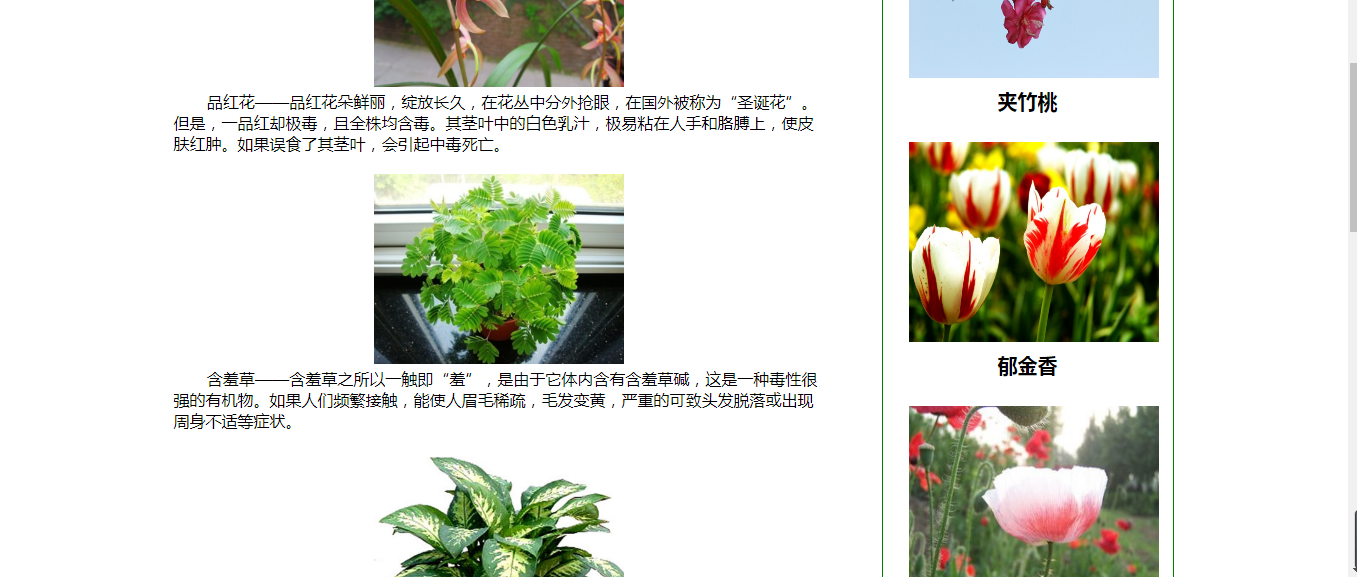 品红花——品红花朵鲜丽，绽放长久，在花丛中分外抢眼，在国外被称为“圣诞花”。
但是，一品红却极毒，且全株均含毒。其茎叶中的白色乳汁，极易粘在人手和胳膊上，使皮
肤红肿。如果误食了其茎叶，会引起中毒死亡。
含羞草——含羞草之所以一触即“羞”，是由于它体内含有含羞草碱，这是一种毒性很
强的有机物。如果人们频繁接触，能使人眉毛稀疏，毛发变黄，严重的可致头发脱落或出现
周身不适等症状。
夹竹桃
郁金香